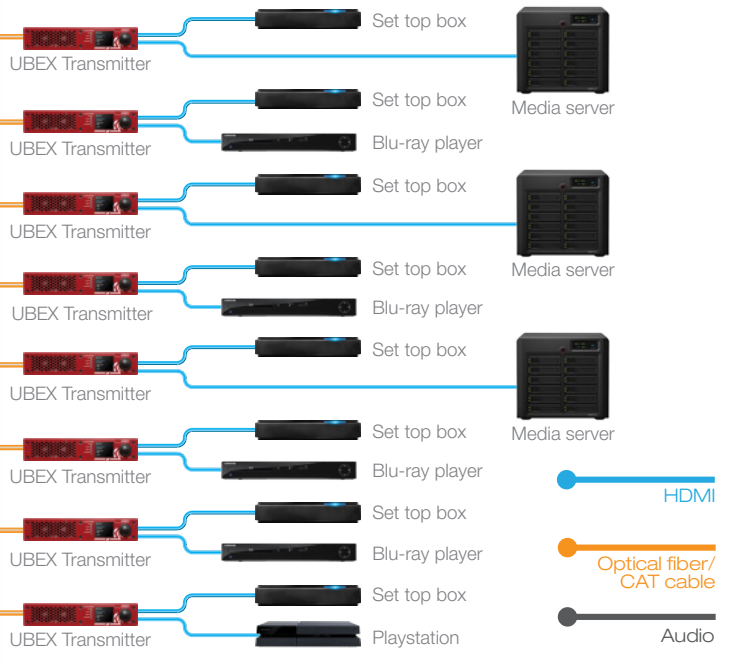 Set top box
UBEX Transmitter
Media server
Set top box
UBEX Transmitter
Blu-ray player
Set top box
UBEX Transmitter
Media server
Set top box
UBEX Transmitter
Blu-ray player
Set top box
UBEX Transmitter
Media server
Set top box
UBEX Transmitter
Blu-ray player
HDMI
Set top box
UBEX Transmitter
Blu-ray player
Optical fiber/
CAT cable
Set top box
UBEX Transmitter
Playstation
Audio